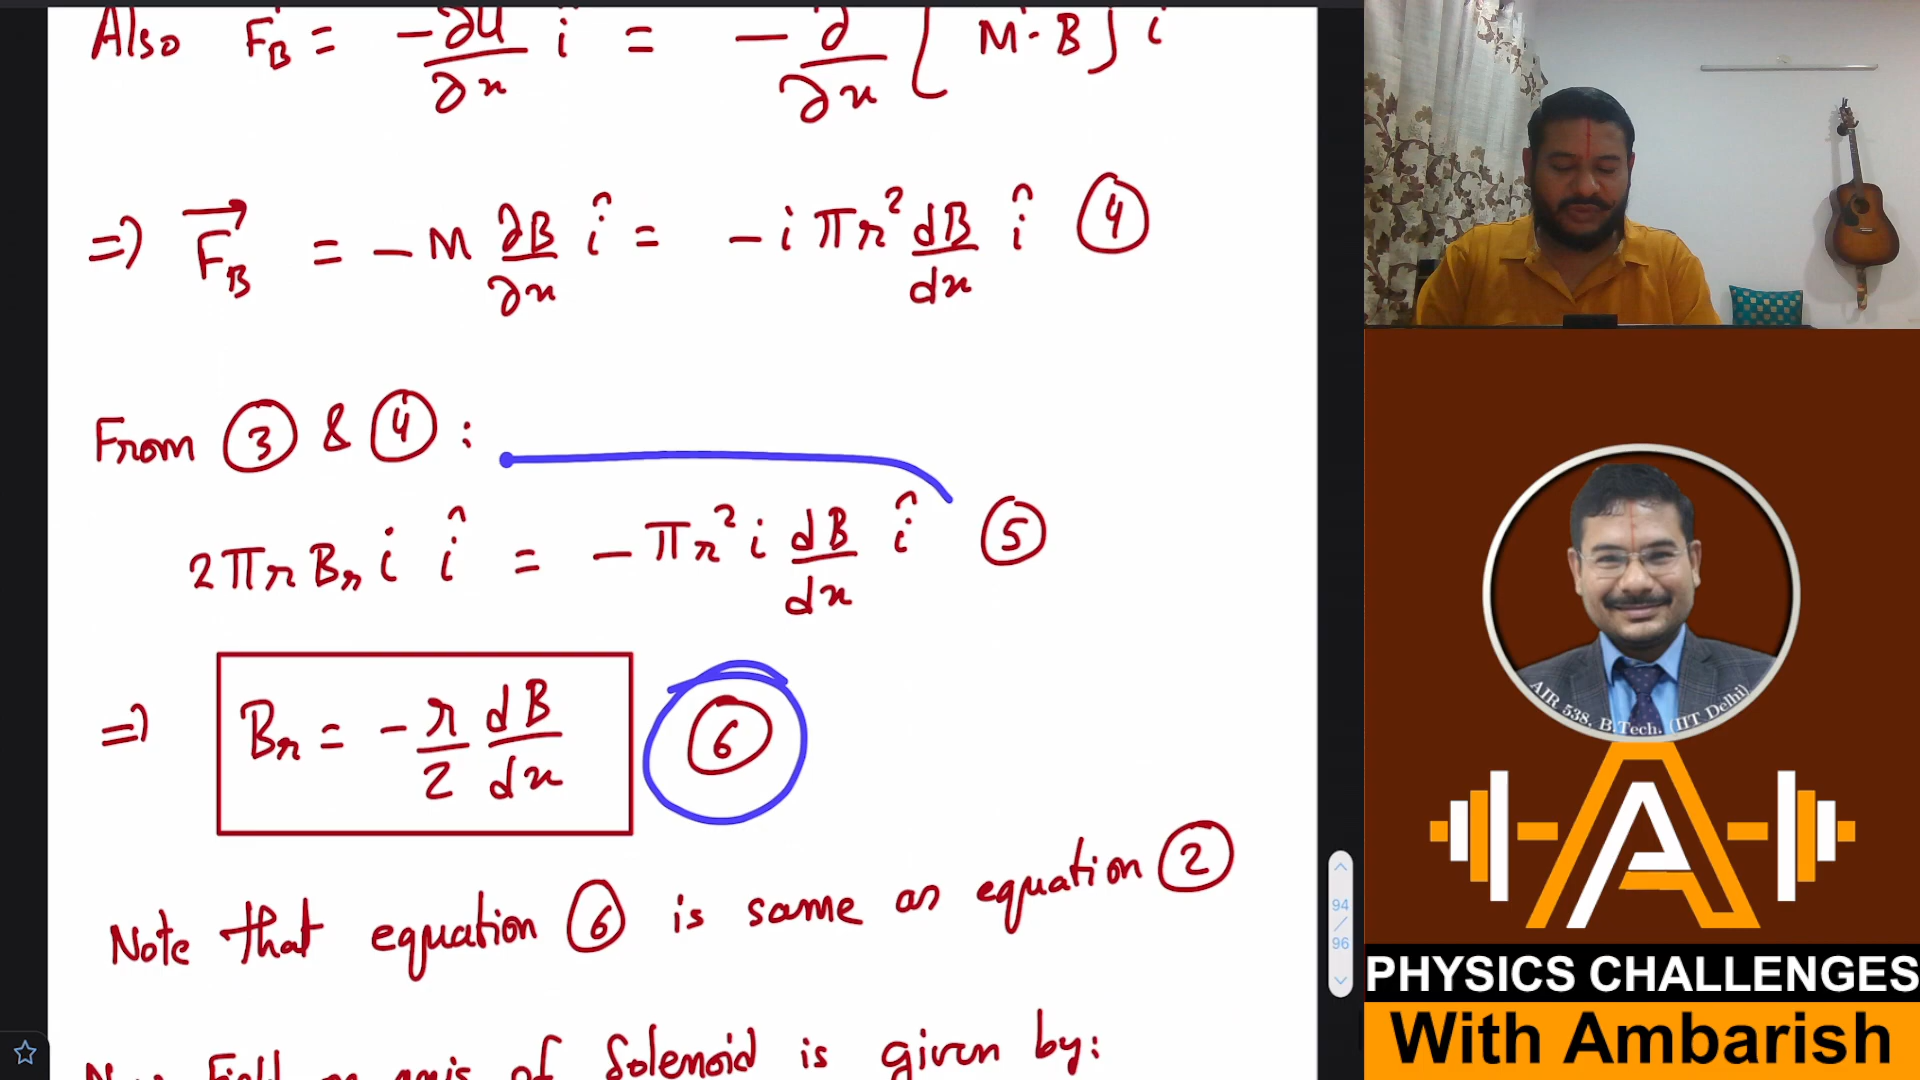 Also F_B = -∂U/∂x î = -∂/∂x [ M·B ] î
=> F⃗_B = -M ∂B/∂x î = -i πr² dB/dx î ④
From ③ & ④ :
2πr B_r i î = -πr² i dB/dx î ⑤
=> B_r = -r/2 dB/dx ⑥
Note that equation ⑥ is same as equation ②
Field on axis of Solenoid is given by:
94
/
96
AIR 538, B.Tech. (IIT Delhi)
PHYSICS CHALLENGES
With Ambarish